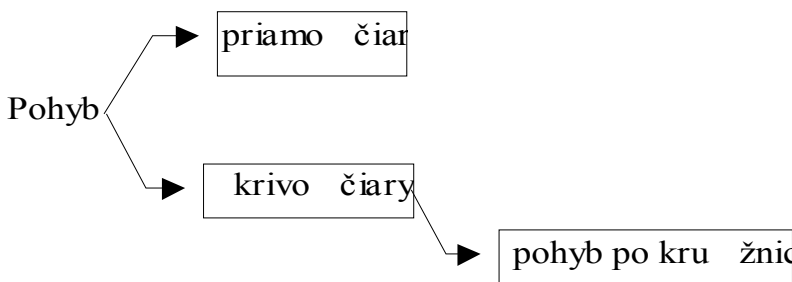 priamo čiar
Pohyb
krivo čiary
pohyb po kru žnic